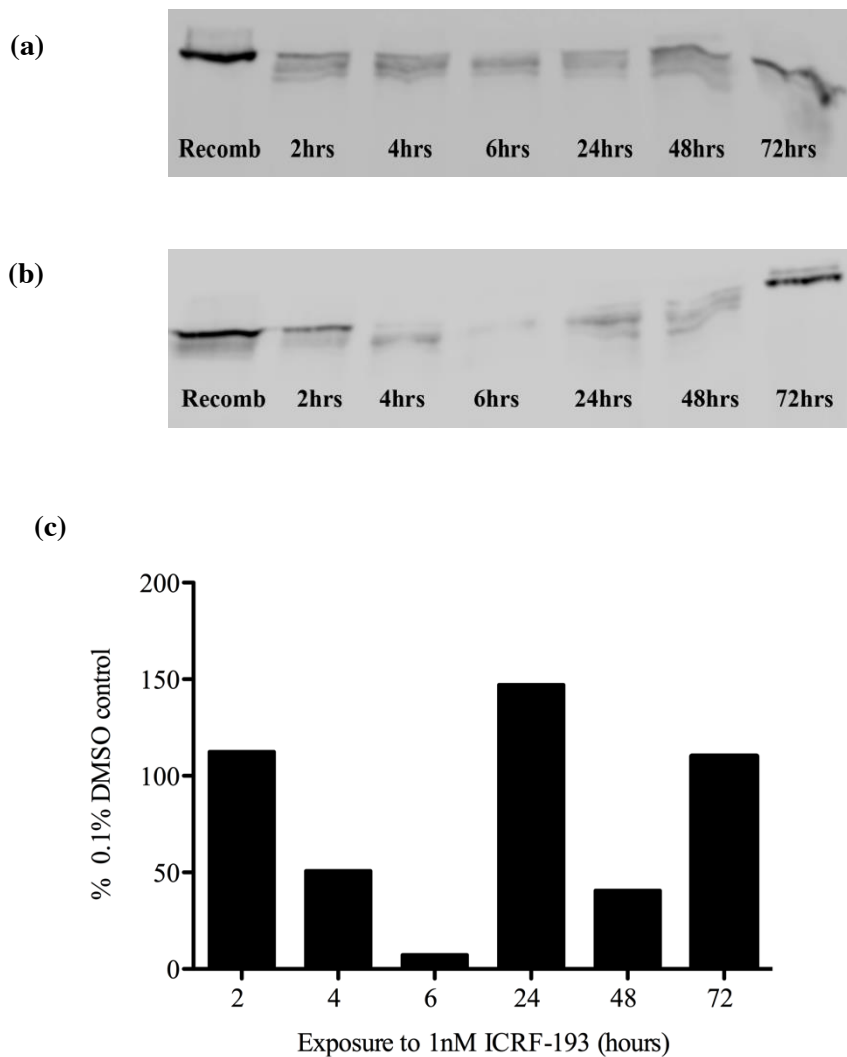 (a)
Recomb 2hrs 4hrs 6hrs 24hrs 48hrs 72hrs
(b)
Recomb 2hrs 4hrs 6hrs 24hrs 48hrs 72hrs
(c)
200
150
100
50
0
% 0.1% DMSO control
2 4 6 24 48 72
Exposure to 1nM ICRF-193 (hours)